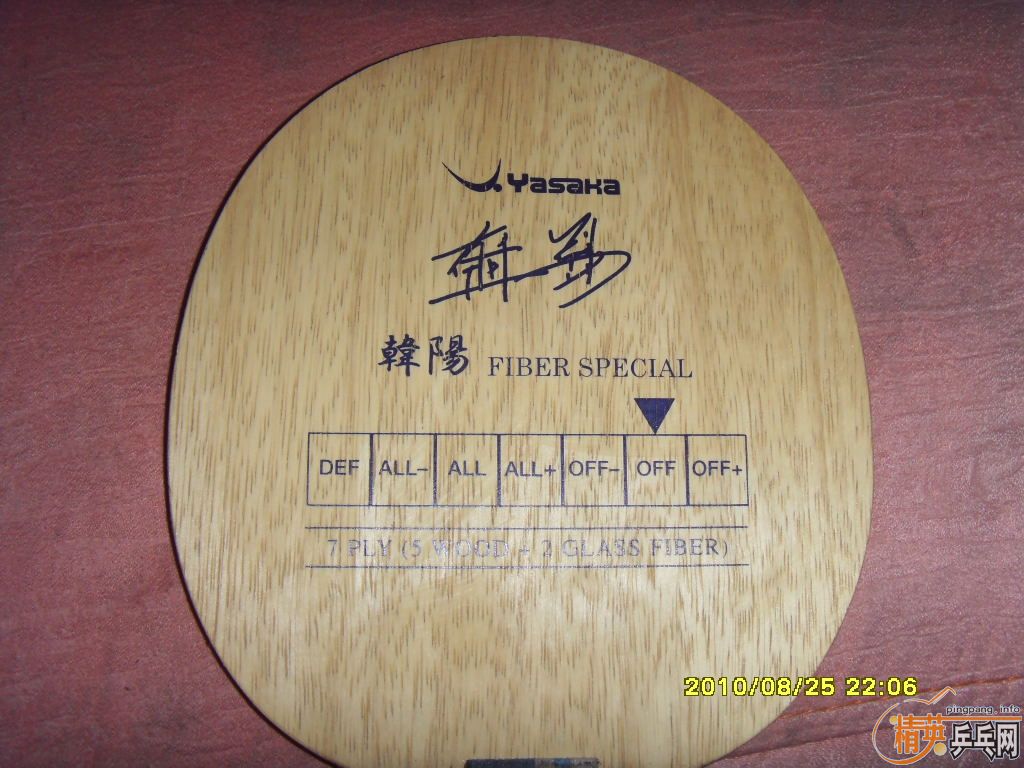 Yasaka
韓陽 FIBER SPECIAL
DEF ALL- ALL ALL+ OFF- OFF OFF+
7 PLY (5 WOOD + 2 GLASS FIBER)
2010/08/25 22:06
pingpang.info
精英乒乓网